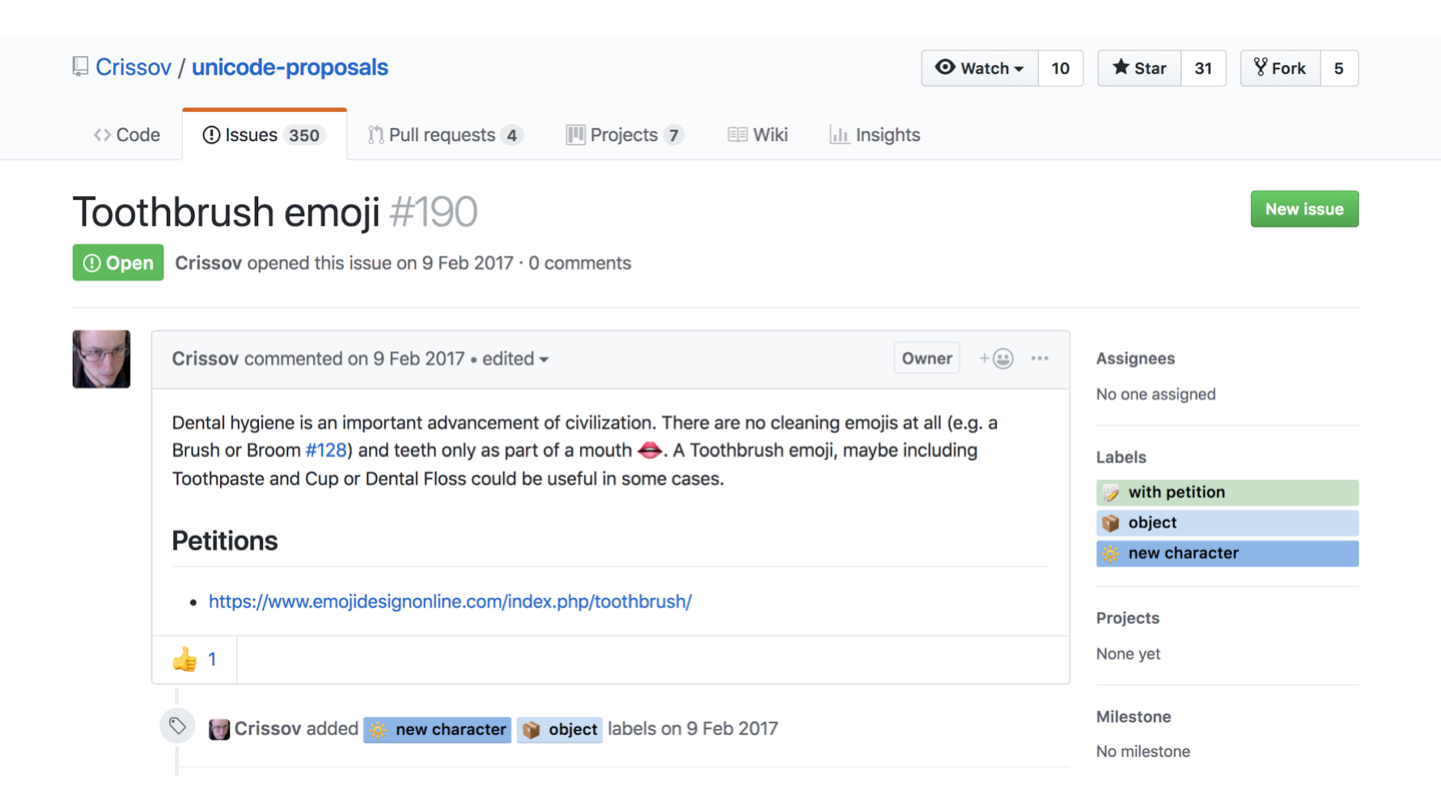 Crissov / unicode-proposals
Watch 10 Star 31 Fork 5
Code Issues 350 Pull requests 4 Projects 7 Wiki Insights
Toothbrush emoji #190
New issue
Open Crissov opened this issue on 9 Feb 2017 · 0 comments
Crissov commented on 9 Feb 2017 • edited
Owner
Dental hygiene is an important advancement of civilization. There are no cleaning emojis at all (e.g. a
Brush or Broom #128) and teeth only as part of a mouth 👄. A Toothbrush emoji, maybe including
Toothpaste and Cup or Dental Floss could be useful in some cases.
Petitions
• https://www.emojidesignonline.com/index.php/toothbrush/
👍 1
Crissov added 🔆 new character 📦 object labels on 9 Feb 2017
Assignees
No one assigned
Labels
📝 with petition
📦 object
🔆 new character
Projects
None yet
Milestone
No milestone